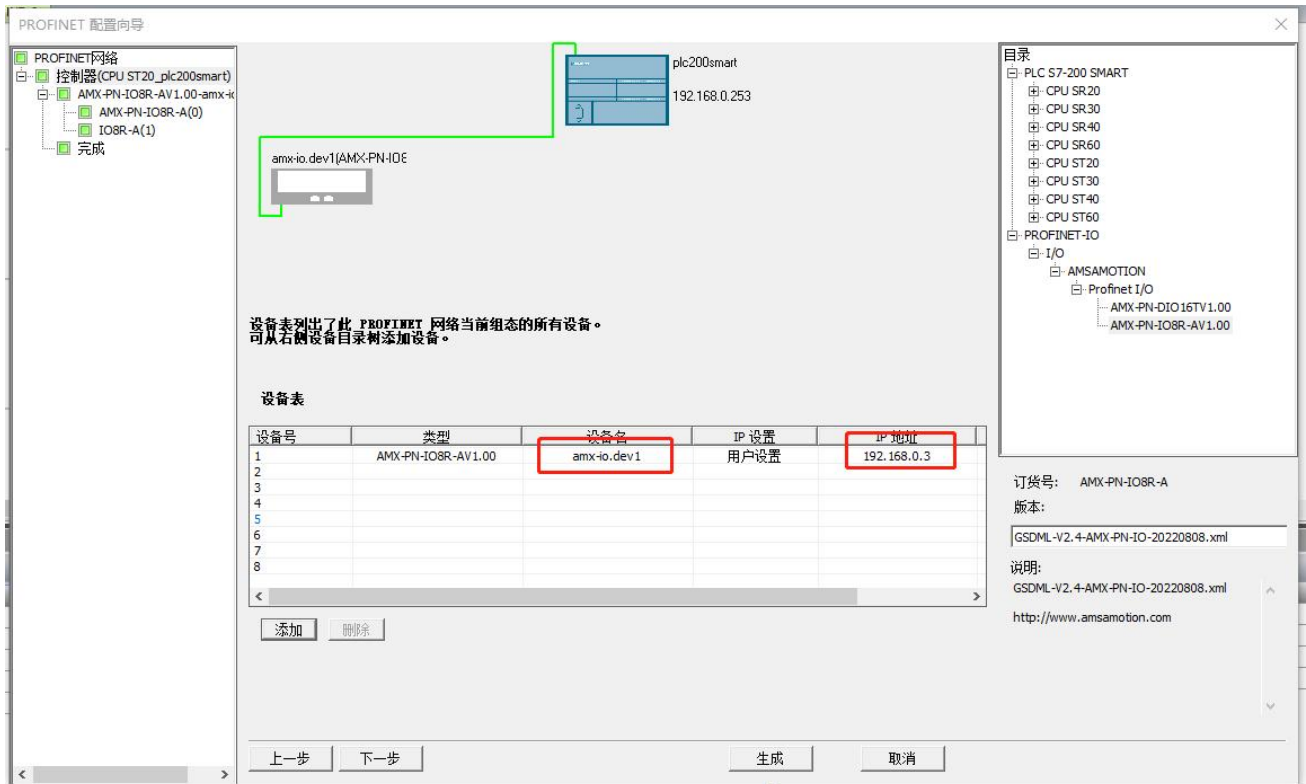 PROFINET 配置向导
PROFINET网络
控制器(CPU ST20_plc200smart)
AMX-PN-IO8R-AV1.00-amx-ic
AMX-PN-IO8R-A(0)
IO8R-A(1)
完成
plc200smart
192.168.0.253
amx-io.dev1(AMX-PN-IO8
设备表列出了此 PROFINET 网络当前组态的所有设备。
可从右侧设备目录树添加设备。
设备表
设备号 类型 设备名 IP 设置 IP 地址
1 AMX-PN-IO8R-AV1.00 amx-io.dev1 用户设置 192.168.0.3
2
3
4
5
6
7
8
添加 删除
上一步 下一步 生成 取消
目录
PLC S7-200 SMART
CPU SR20
CPU SR30
CPU SR40
CPU SR60
CPU ST20
CPU ST30
CPU ST40
CPU ST60
PROFINET-IO
I/O
AMSAMOTION
Profinet I/O
AMX-PN-DIO16TV1.00
AMX-PN-IO8R-AV1.00
订货号: AMX-PN-IO8R-A
版本:
GSDML-V2.4-AMX-PN-IO-20220808.xml
说明:
GSDML-V2.4-AMX-PN-IO-20220808.xml
http://www.amsamotion.com